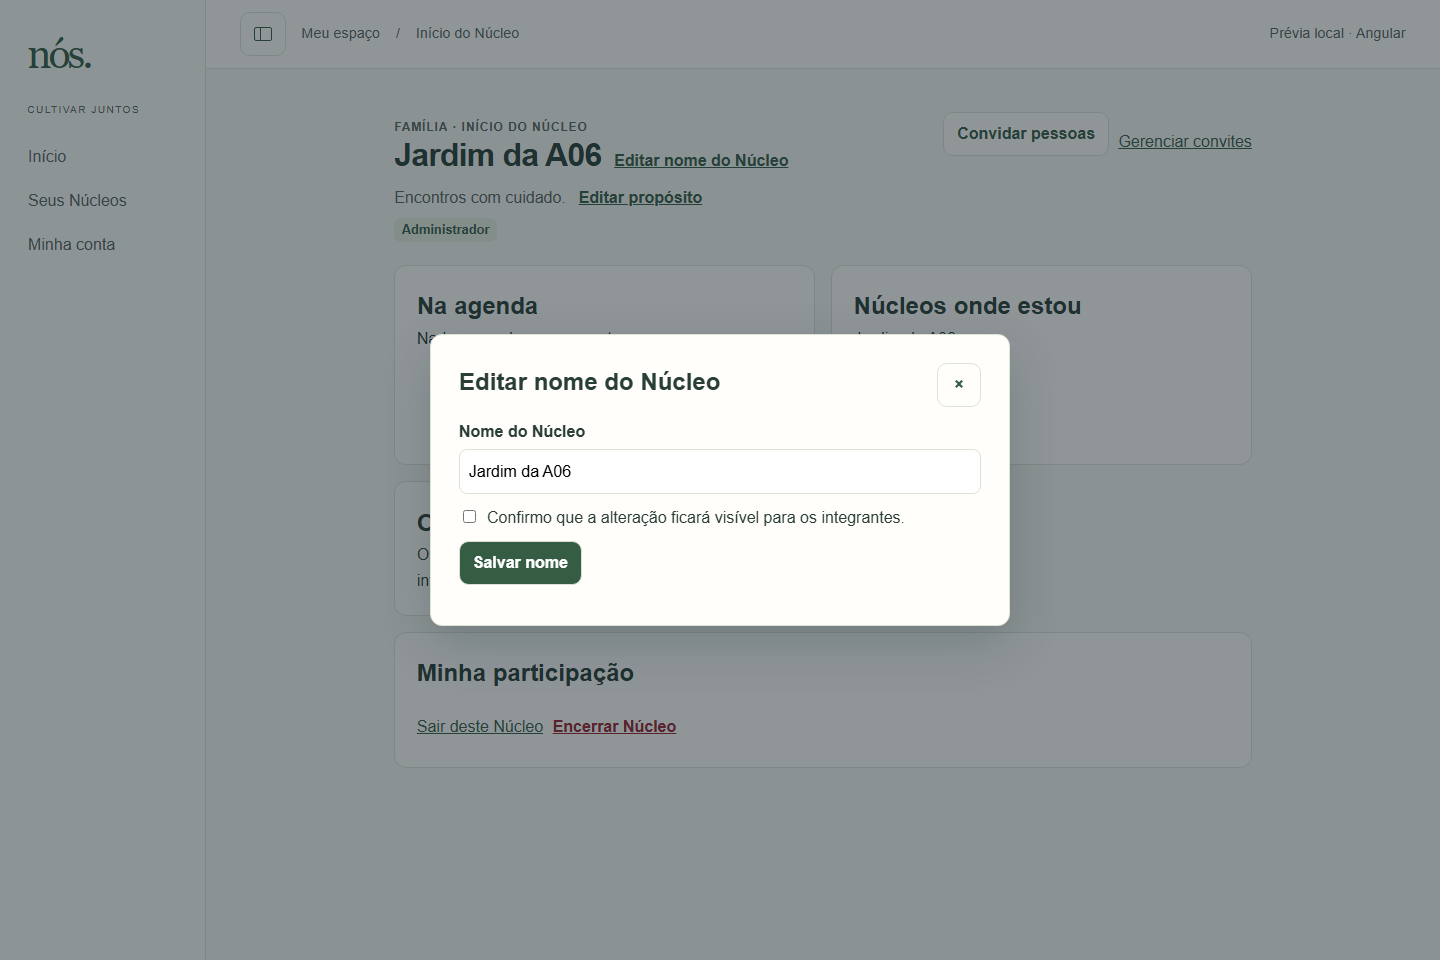 nós.
CULTIVAR JUNTOS
Início
Seus Núcleos
Minha conta
Meu espaço / Início do Núcleo
Prévia local · Angular
FAMÍLIA · INÍCIO DO NÚCLEO
Jardim da A06 Editar nome do Núcleo
Convidar pessoas Gerenciar convites
Encontros com cuidado. Editar propósito
Administrador
Na agenda
Núcleos onde estou
Editar nome do Núcleo
×
Nome do Núcleo
Jardim da A06
Confirmo que a alteração ficará visível para os integrantes.
Salvar nome
Minha participação
Sair deste Núcleo Encerrar Núcleo